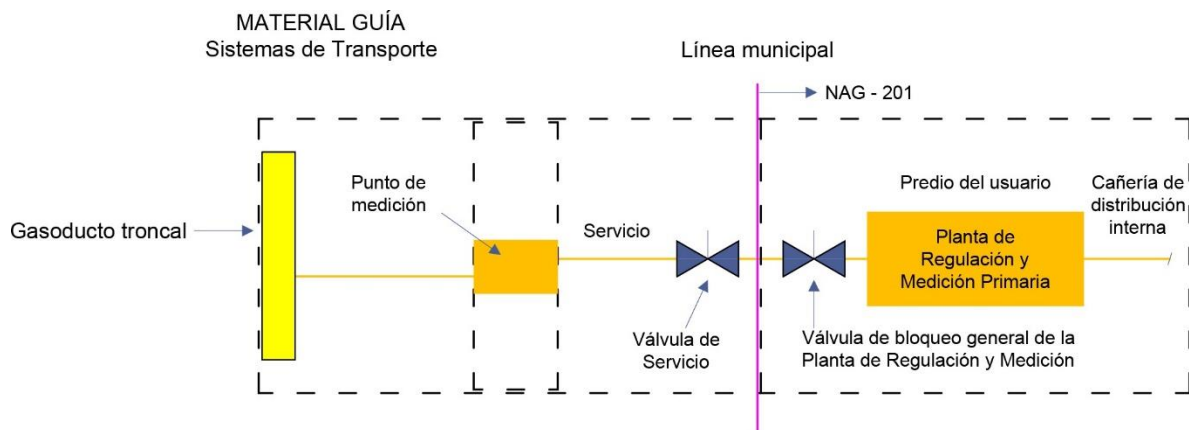 MATERIAL GUÍA
Sistemas de Transporte
Línea municipal
NAG - 201
Gasoducto troncal
Punto de
medición
Servicio
Válvula de
Servicio
Predio del usuario
Planta de
Regulación y
Medición Primaria
Cañería de
distribución
interna
Válvula de bloqueo general de la
Planta de Regulación y Medición